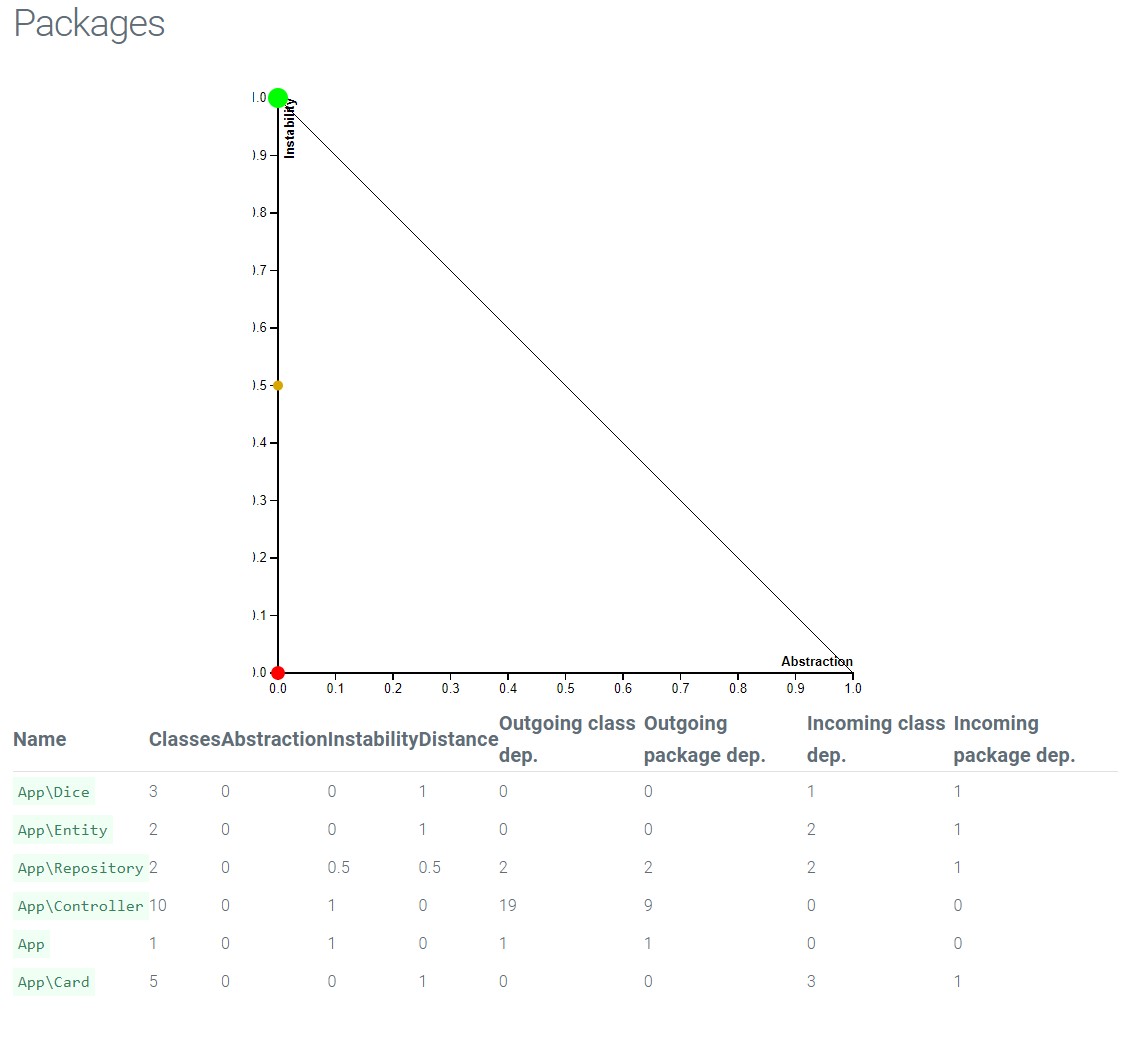 Packages
1.0
Instability
0.9
0.8
0.7
0.6
0.5
0.4
0.3
0.2
0.1
Abstraction
0.0
0.0 0.1 0.2 0.3 0.4 0.5 0.6 0.7 0.8 0.9 1.0
Name Classes Abstraction Instability Distance Outgoing class dep. Outgoing package dep. Incoming class dep. Incoming package dep.
App\Dice 3 0 0 1 0 0 1 1
App\Entity 2 0 0 1 0 0 2 1
App\Repository 2 0 0.5 0.5 2 2 2 1
App\Controller 10 0 1 0 19 9 0 0
App 1 0 1 0 1 1 0 0
App\Card 5 0 0 1 0 0 3 1